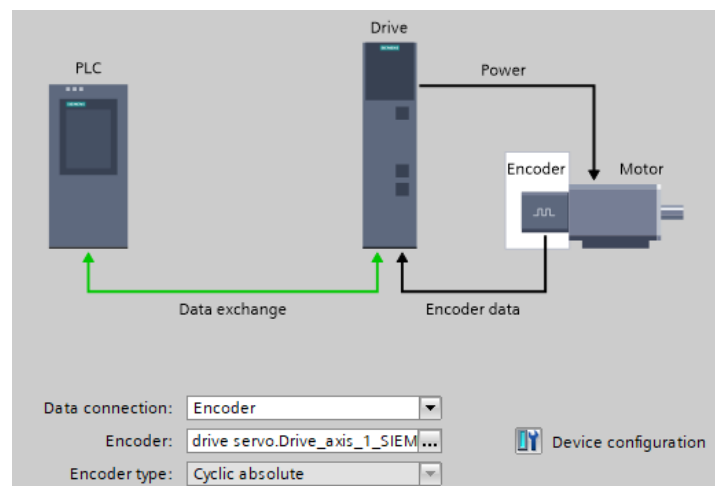 Drive
PLC
Power
Encoder
Motor
Data exchange
Encoder data
Data connection: Encoder
Encoder: drive servo.Drive_axis_1_SIEM ...
Device configuration
Encoder type: Cyclic absolute